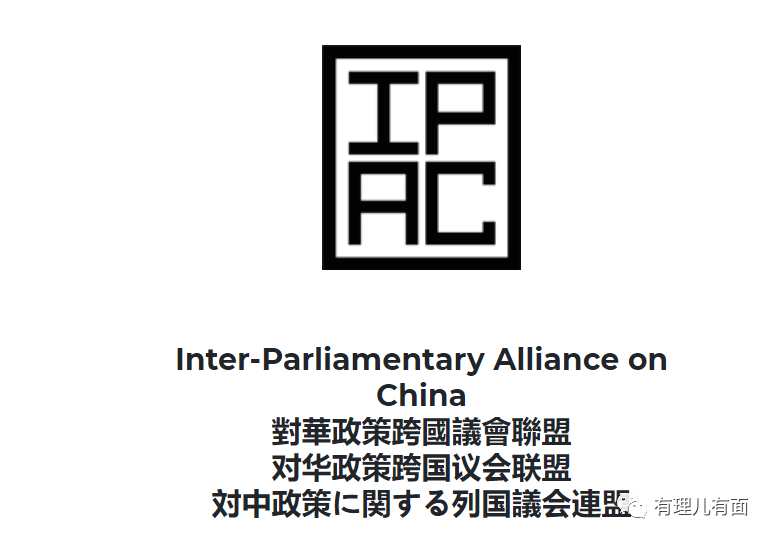 IP
AC
Inter-Parliamentary Alliance on
China
對華政策跨國議會聯盟
对华政策跨国议会联盟
対中政策に関する列国議会連盟
有理儿有面